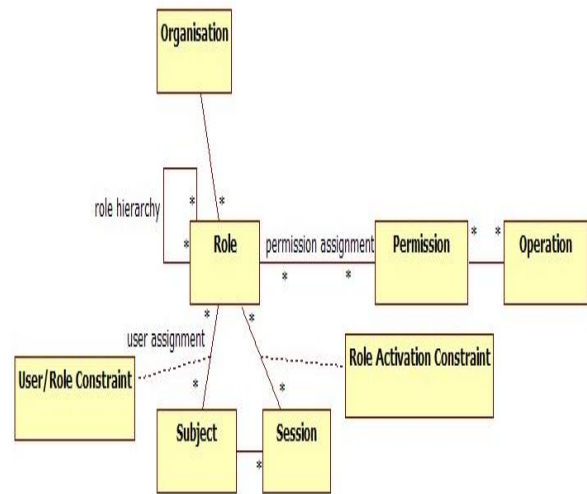 Organisation
*
role hierarchy
*
*
Role
permission assignment
*
*
Permission
*
*
Operation
*
*
user assignment
User/Role Constraint
Role Activation Constraint
*
*
Subject
*
Session